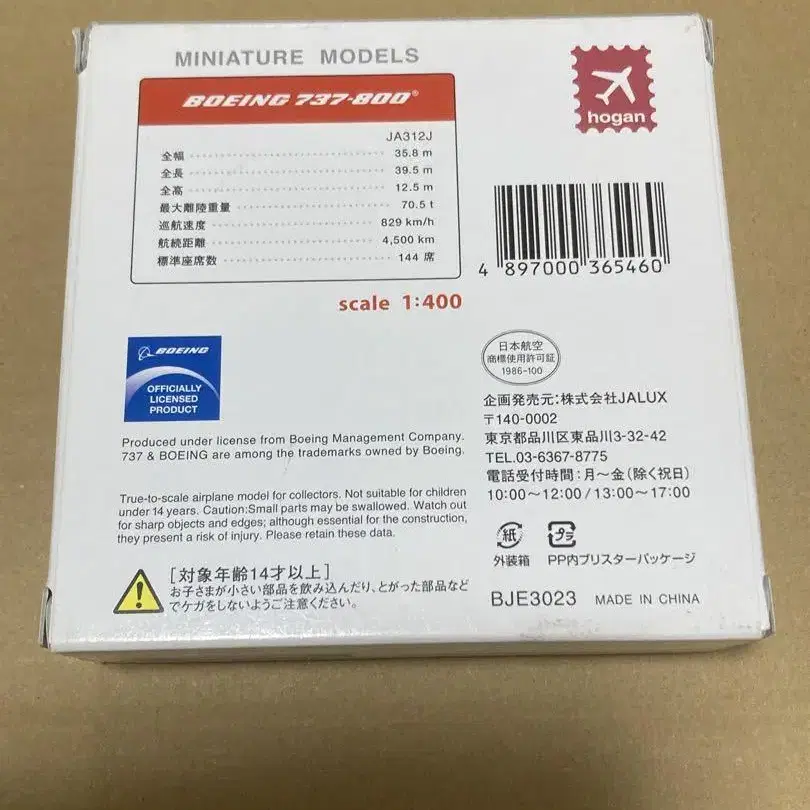 MINIATURE MODELS
BOEING 737-800®
JA312J
全幅 35.8 m
全長 39.5 m
全高 12.5 m
最大離陸重量 70.5 t
巡航速度 829 km/h
航続距離 4,500 km
標準座席数 144 席
scale 1:400
hogan
4 897000 365460
BOEING
OFFICIALLY
LICENSED
PRODUCT
Produced under license from Boeing Management Company.
737 & BOEING are among the trademarks owned by Boeing.
True-to-scale airplane model for collectors. Not suitable for children
under 14 years. Caution:Small parts may be swallowed. Watch out
for sharp objects and edges; although essential for the construction,
they present a risk of injury. Please retain these data.
[対象年齢14才以上]
お子さまが小さい部品を飲み込んだり、とがった部品など
でケガをしないようご注意ください。
日本航空
商標使用許可証
1986-100
企画発売元:株式会社JALUX
〒140-0002
東京都品川区東品川3-32-42
TEL.03-6367-8775
電話受付時間:月～金(除く祝日)
10:00～12:00/13:00～17:00
紙 プラ
外装箱 PP内ブリスターパッケージ
BJE3023 MADE IN CHINA